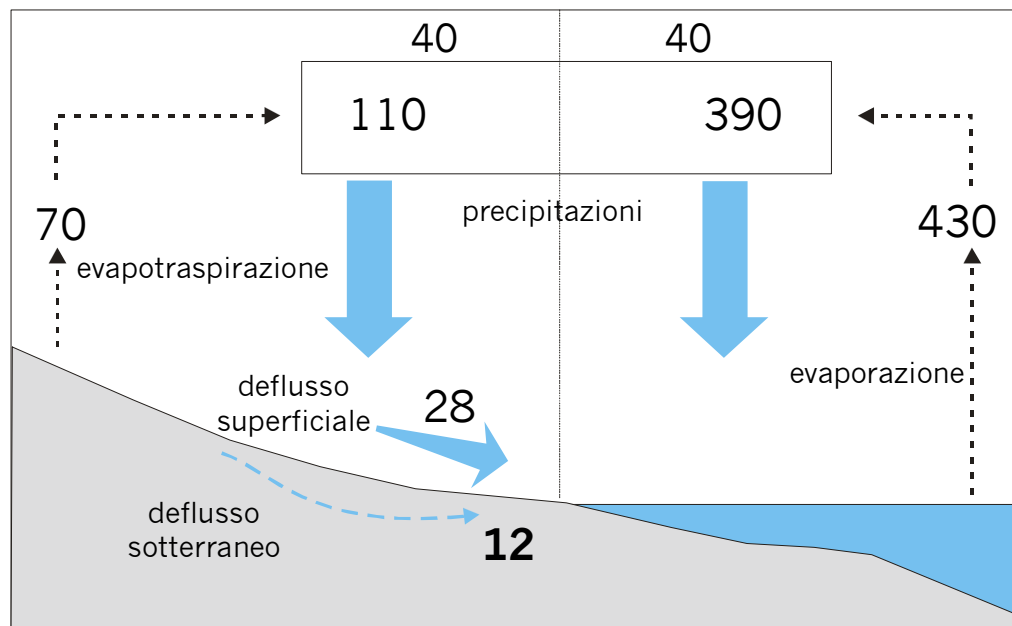 40 40
110 390
precipitazioni
70 430
evapotraspirazione
evaporazione
deflusso
superficiale
28
deflusso
sotterraneo
12